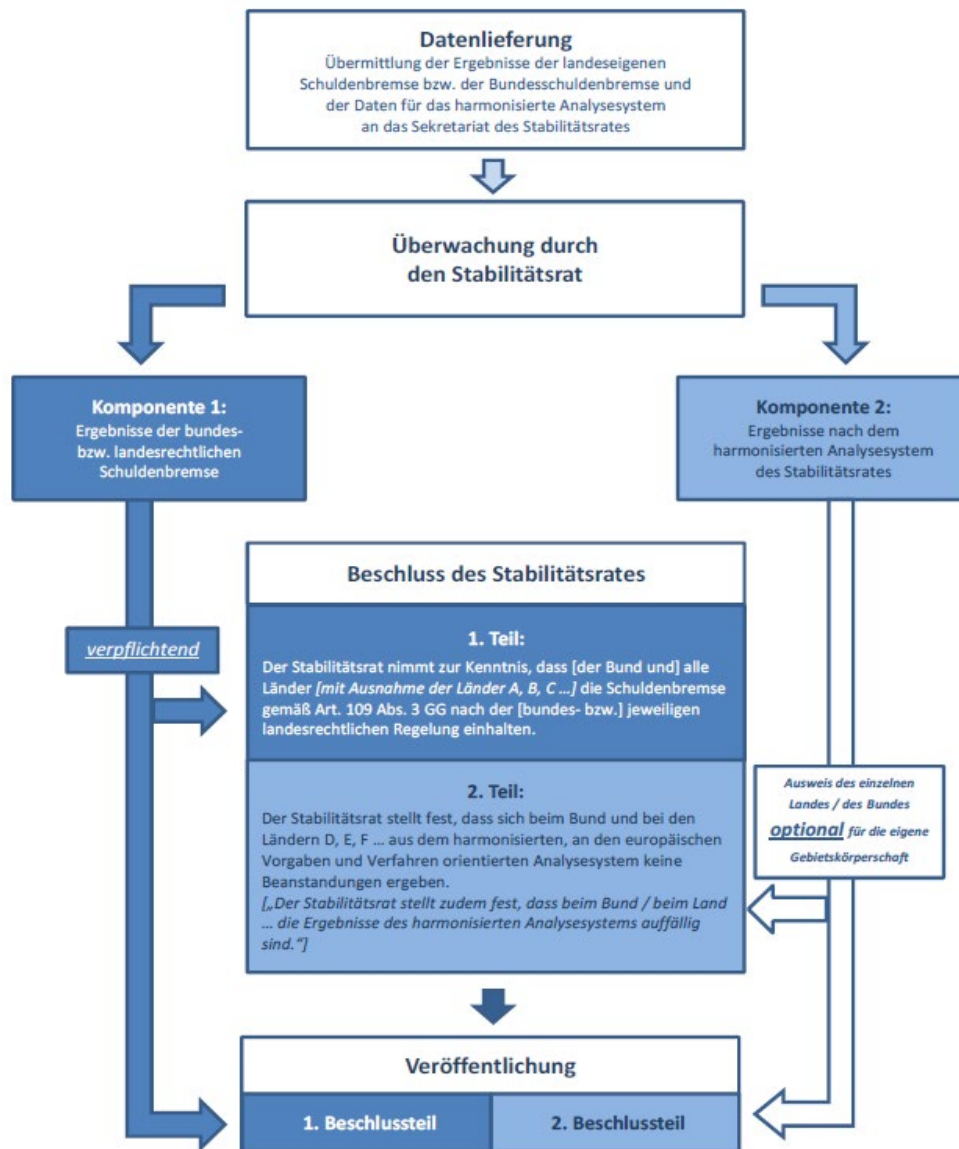 Datenlieferung
Übermittlung der Ergebnisse der landeseigenen
Schuldenbremse bzw. der Bundesschuldenbremse und
der Daten für das harmonisierte Analysesystem
an das Sekretariat des Stabilitätsrates
Überwachung durch
den Stabilitätsrat
Komponente 1:
Ergebnisse der bundes-
bzw. landesrechtlichen
Schuldenbremse
Komponente 2:
Ergebnisse nach dem
harmonisierten Analysesystem
des Stabilitätsrates
Beschluss des Stabilitätsrates
verpflichtend
1. Teil:
Der Stabilitätsrat nimmt zur Kenntnis, dass [der Bund und] alle
Länder [mit Ausnahme der Länder A, B, C ...] die Schuldenbremse
gemäß Art. 109 Abs. 3 GG nach der [bundes- bzw.] jeweiligen
landesrechtlichen Regelung einhalten.
2. Teil:
Der Stabilitätsrat stellt fest, dass sich beim Bund und bei den
Ländern D, E, F ... aus dem harmonisierten, an den europäischen
Vorgaben und Verfahren orientierten Analysesystem keine
Beanstandungen ergeben.
[„Der Stabilitätsrat stellt zudem fest, dass beim Bund / beim Land
... die Ergebnisse des harmonisierten Analysesystems auffällig
sind.“]
Ausweis des einzelnen
Landes / des Bundes
optional für die eigene
Gebietskörperschaft
Veröffentlichung
1. Beschlussteil
2. Beschlussteil